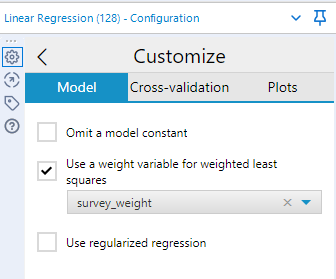 Linear Regression (128) - Configuration
Customize
Model
Cross-validation
Plots
Omit a model constant
Use a weight variable for weighted least
squares
survey_weight
Use regularized regression